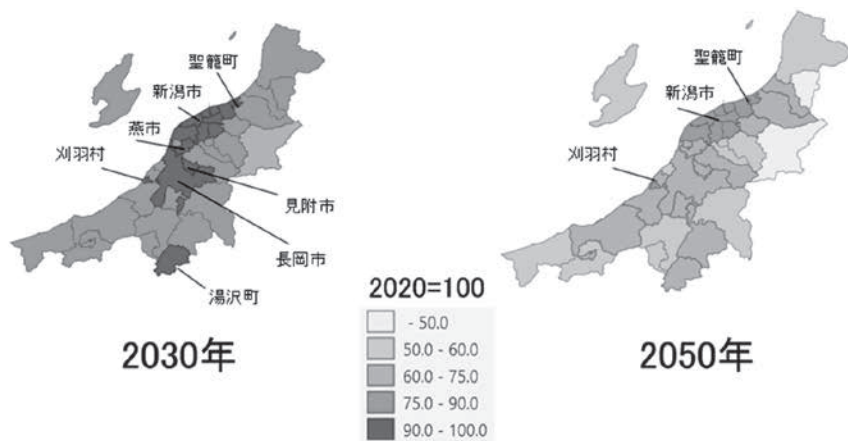 聖籠町
新潟市
燕市
刈羽村
見附市
長岡市
湯沢町
2030年
2020=100
- 50.0
50.0 - 60.0
60.0 - 75.0
75.0 - 90.0
90.0 - 100.0
聖籠町
新潟市
刈羽村
2050年